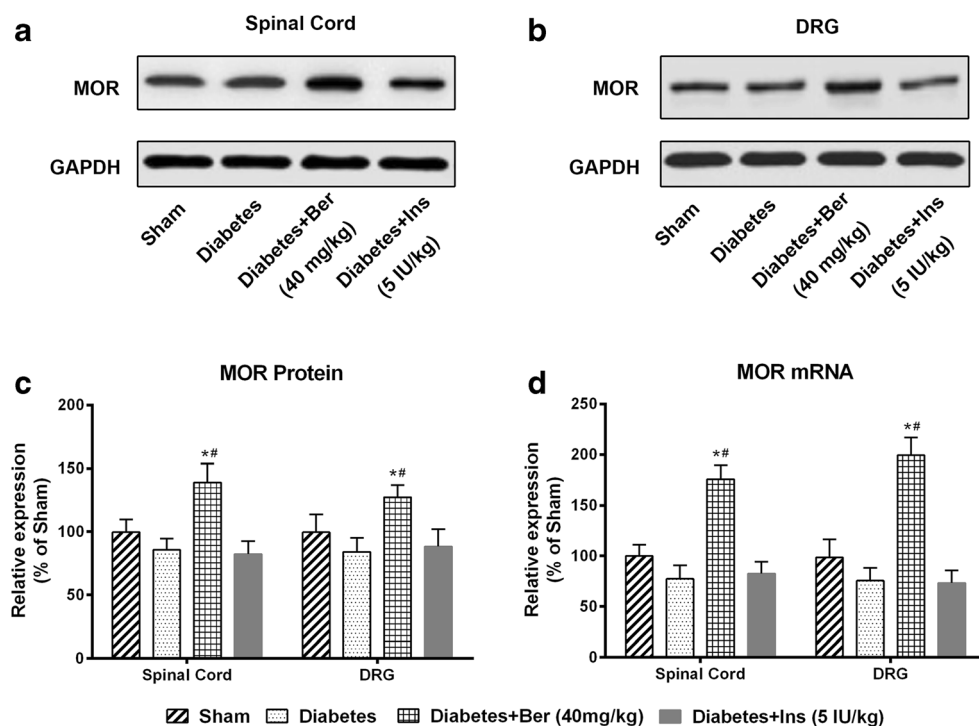 a
Spinal Cord
MOR
GAPDH
Sham
Diabetes
Diabetes+Ber
(40 mg/kg)
Diabetes+Ins
(5 IU/kg)
b
DRG
MOR
GAPDH
Sham
Diabetes
Diabetes+Ber
(40 mg/kg)
Diabetes+Ins
(5 IU/kg)
c
MOR Protein
Relative expression
(% of Sham)
200
150
100
50
0
*#
*#
Spinal Cord
DRG
d
MOR mRNA
Relative expression
(% of Sham)
250
200
150
100
50
0
*#
*#
Spinal Cord
DRG
Sham
Diabetes
Diabetes+Ber (40mg/kg)
Diabetes+Ins (5 IU/kg)